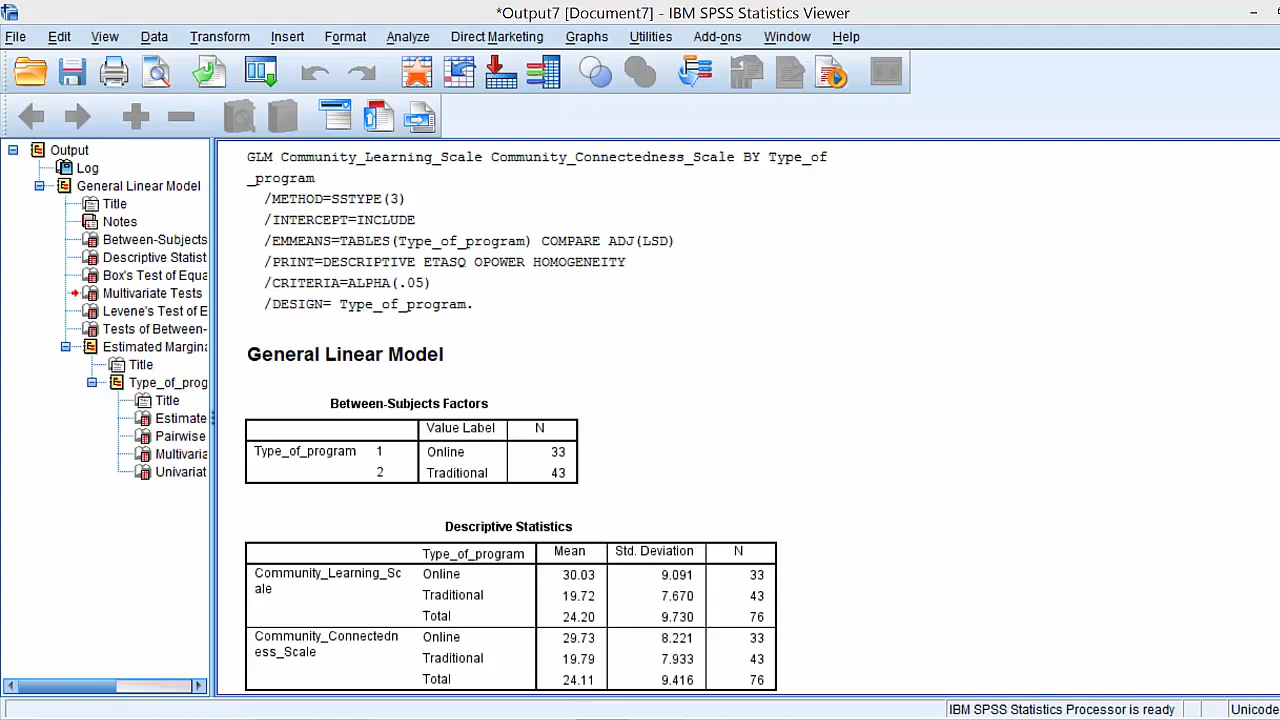 *Output7 [Document7] - IBM SPSS Statistics Viewer
File Edit View Data Transform Insert Format Analyze Direct Marketing Graphs Utilities Add-ons Window Help
Output
Log
General Linear Model
Title
Notes
Between-Subjects
Descriptive Statist
Box's Test of Equa
Multivariate Tests
Levene's Test of E
Tests of Between-
Estimated Margina
Title
Type_of_prog
Title
Estimate
Pairwise
Multivaria
Univariat
GLM Community_Learning_Scale Community_Connectedness_Scale BY Type_of
_program
/METHOD=SSTYPE(3)
/INTERCEPT=INCLUDE
/EMMEANS=TABLES(Type_of_program) COMPARE ADJ(LSD)
/PRINT=DESCRIPTIVE ETASQ OPOWER HOMOGENEITY
/CRITERIA=ALPHA(.05)
/DESIGN= Type_of_program.
General Linear Model
Between-Subjects Factors
Value Label N
Type_of_program 1 Online 33
2 Traditional 43
Descriptive Statistics
Type_of_program Mean Std. Deviation N
Community_Learning_Sc Online 30.03 9.091 33
ale
Traditional 19.72 7.670 43
Total 24.20 9.730 76
Community_Connectedn Online 29.73 8.221 33
ess_Scale
Traditional 19.79 7.933 43
Total 24.11 9.416 76
IBM SPSS Statistics Processor is ready Unicode